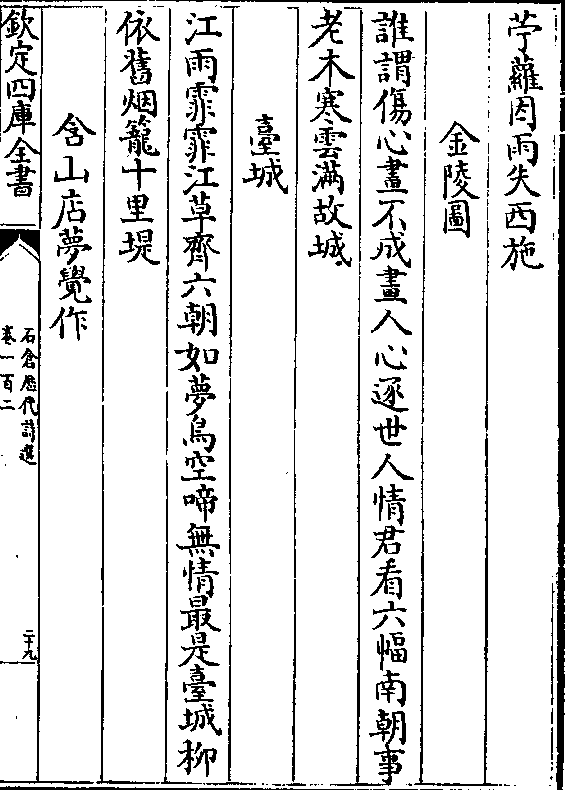 苧蘿因雨失西施
金陵圖
誰謂傷心畫不成畫人心逐世人情君看六幅南朝事
老木寒雲滿故城
臺城
江雨霏霏江草齊六朝如夢鳥空啼無情最是臺城柳
依舊烟籠十里堤
含山店夢覺作
欽定四庫全書
石倉歷代詩選
卷一百二
二十九